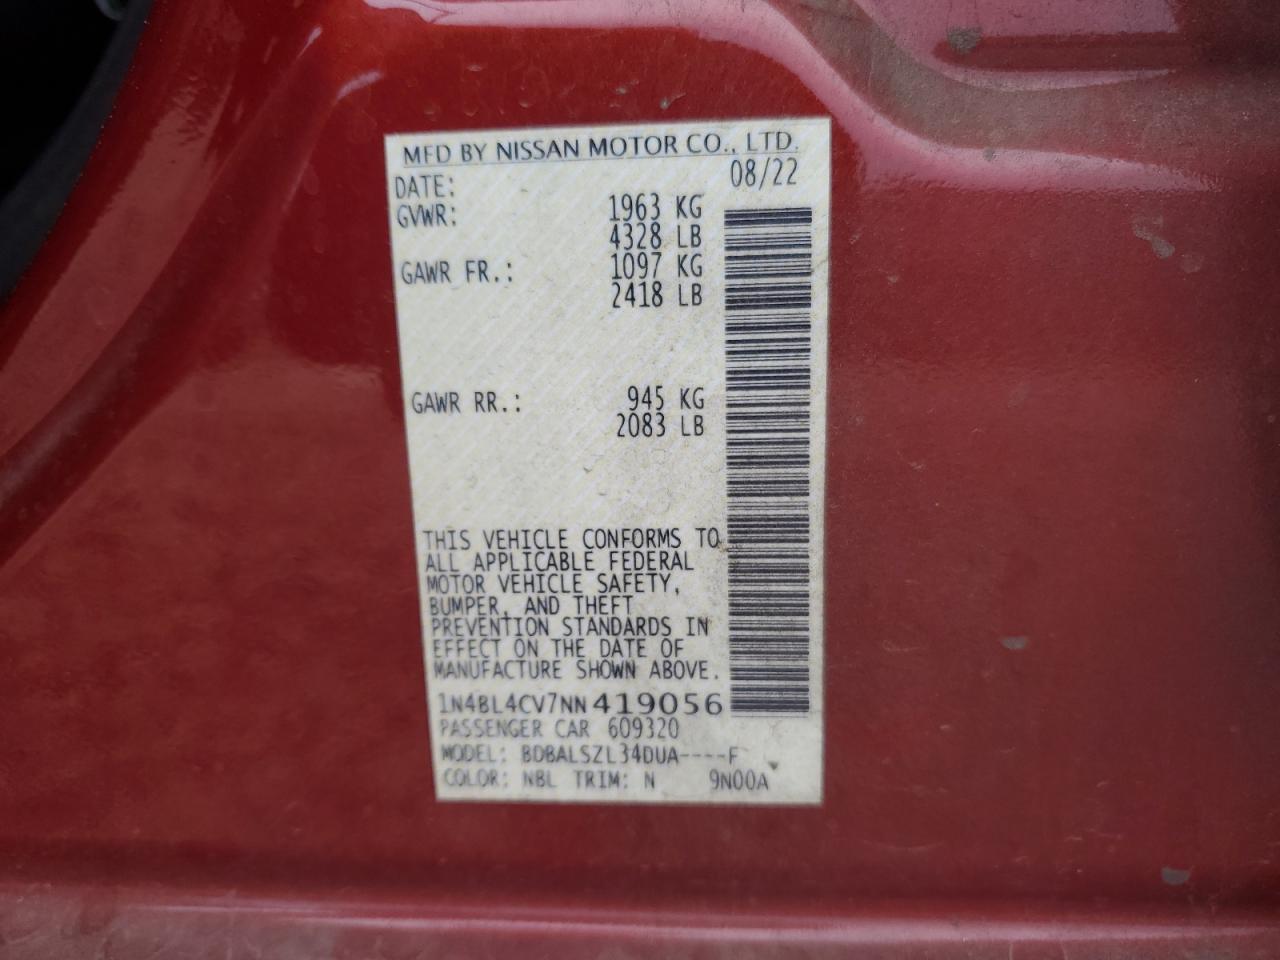 MFD BY NISSAN MOTOR CO., LTD.
DATE: 08/22
GVWR: 1963 KG
4328 LB
GAWR FR.: 1097 KG
2418 LB
GAWR RR.: 945 KG
2083 LB
THIS VEHICLE CONFORMS TO
ALL APPLICABLE FEDERAL
MOTOR VEHICLE SAFETY,
BUMPER, AND THEFT
PREVENTION STANDARDS IN
EFFECT ON THE DATE OF
MANUFACTURE SHOWN ABOVE.
1N4BL4CV7NN419056
PASSENGER CAR 609320
MODEL: BDBALSZL34DUA----F
COLOR: NBL TRIM: N 9N00A